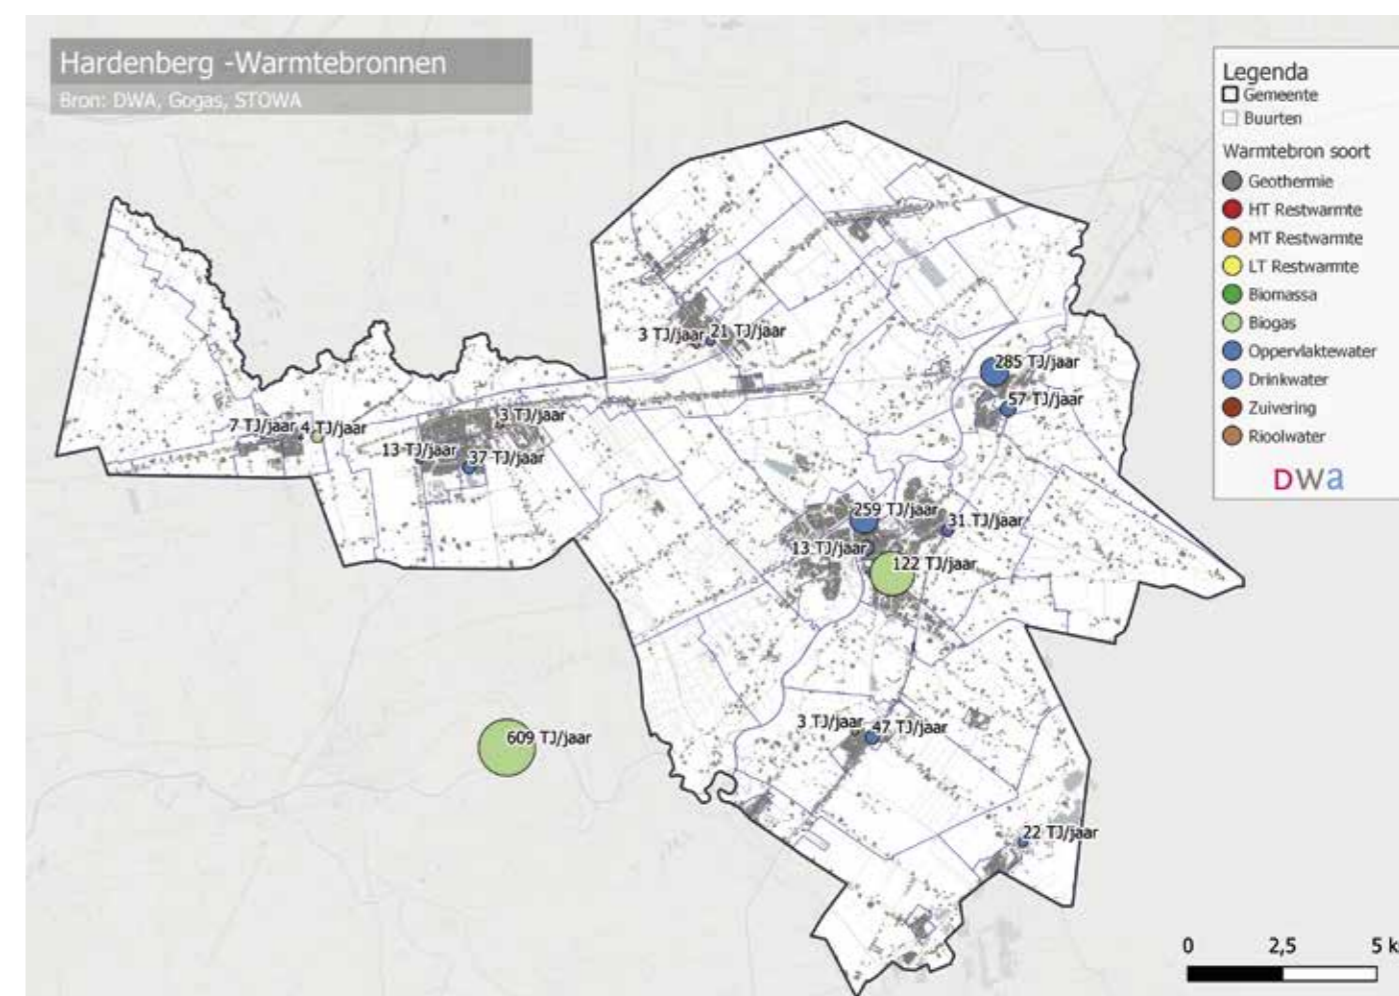 Hardenberg -Warmtebronnen
Bron: DWA, Gogas, STOWA
Legenda
Gemeente
Buurten
Warmtebron soort
Geothermie
HT Restwarmte
MT Restwarmte
LT Restwarmte
Biomassa
Biogas
Oppervlaktewater
Drinkwater
Zuivering
Rioolwater
DWa
3 TJ/jaar 21 TJ/jaar
285 TJ/jaar
57 TJ/jaar
7 TJ/jaar 4 TJ/jaar
3 TJ/jaar
13 TJ/jaar
37 TJ/jaar
259 TJ/jaar
31 TJ/jaar
13 TJ/jaar
122 TJ/jaar
3 TJ/jaar 47 TJ/jaar
609 TJ/jaar
22 TJ/jaar
0 2,5 5 k